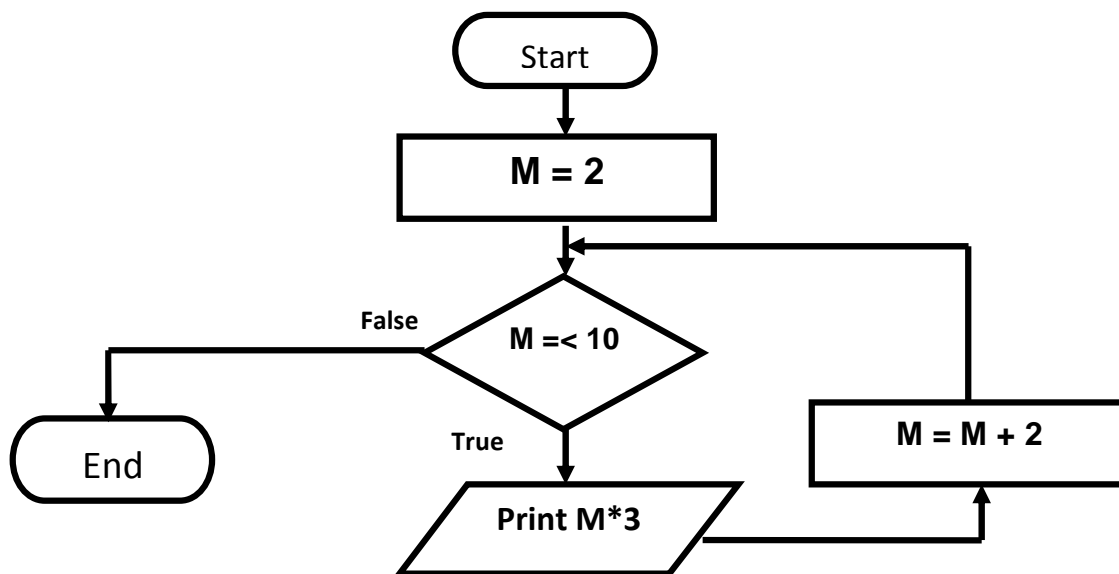 Start
M = 2
False
M =< 10
True
M = M + 2
End
Print M*3